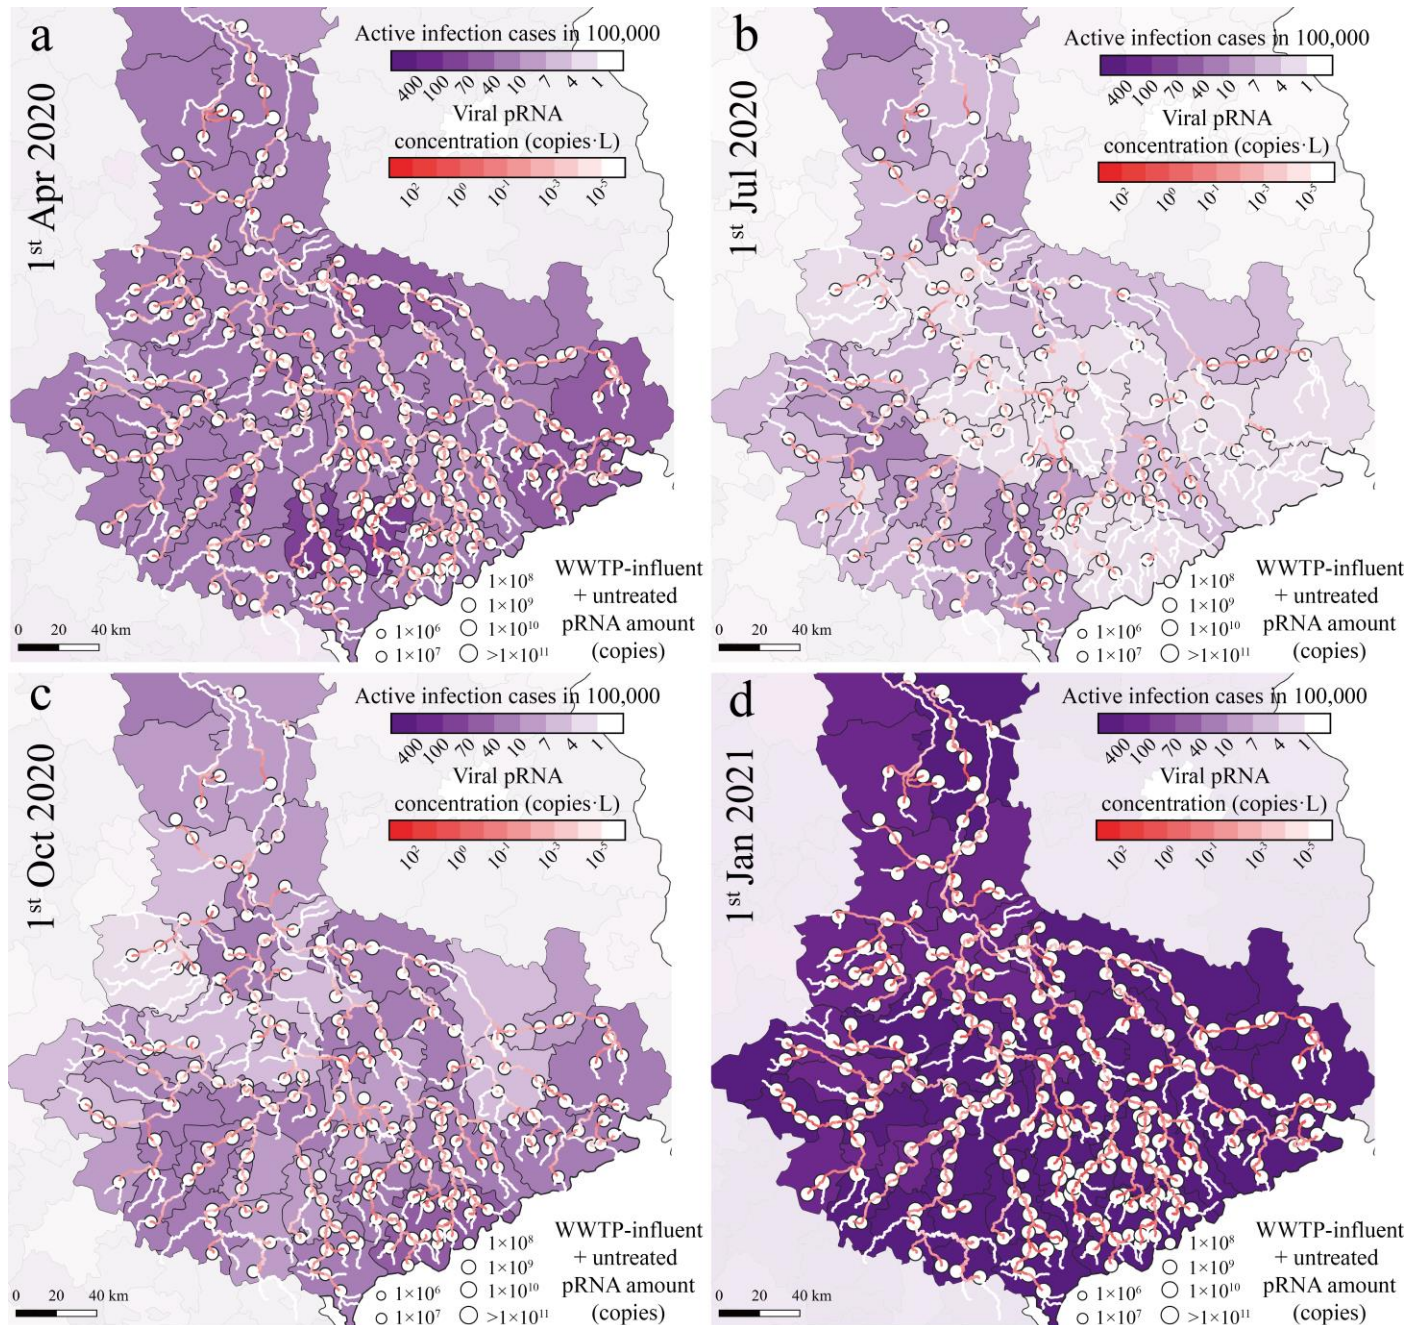 a
1st Apr 2020
Active infection cases in 100,000
400 100 70 40 10 7 4 1
Viral pRNA
concentration (copies·L)
10² 10⁰ 10⁻¹ 10⁻³ 10⁻⁵
0 20 40 km
1×10⁶
1×10⁷
1×10⁸
1×10⁹
1×10¹⁰
>1×10¹¹
WWTP-influent
+ untreated
pRNA amount
(copies)
b
1st Jul 2020
Active infection cases in 100,000
400 100 70 40 10 7 4 1
Viral pRNA
concentration (copies·L)
10² 10⁰ 10⁻¹ 10⁻³ 10⁻⁵
0 20 40 km
1×10⁶
1×10⁷
1×10⁸
1×10⁹
1×10¹⁰
>1×10¹¹
WWTP-influent
+ untreated
pRNA amount
(copies)
c
1st Oct 2020
Active infection cases in 100,000
400 100 70 40 10 7 4 1
Viral pRNA
concentration (copies·L)
10² 10⁰ 10⁻¹ 10⁻³ 10⁻⁵
0 20 40 km
1×10⁶
1×10⁷
1×10⁸
1×10⁹
1×10¹⁰
>1×10¹¹
WWTP-influent
+ untreated
pRNA amount
(copies)
d
1st Jan 2021
Active infection cases in 100,000
400 100 70 40 10 7 4 1
Viral pRNA
concentration (copies·L)
10² 10⁰ 10⁻¹ 10⁻³ 10⁻⁵
0 20 40 km
1×10⁶
1×10⁷
1×10⁸
1×10⁹
1×10¹⁰
>1×10¹¹
WWTP-influent
+ untreated
pRNA amount
(copies)